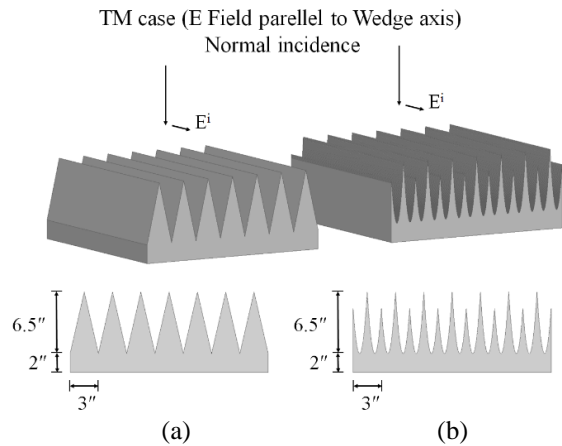 TM case (E Field parellel to Wedge axis)
Normal incidence
Eⁱ
Eⁱ
6.5″
2″
3″
6.5″
2″
3″
(a)
(b)